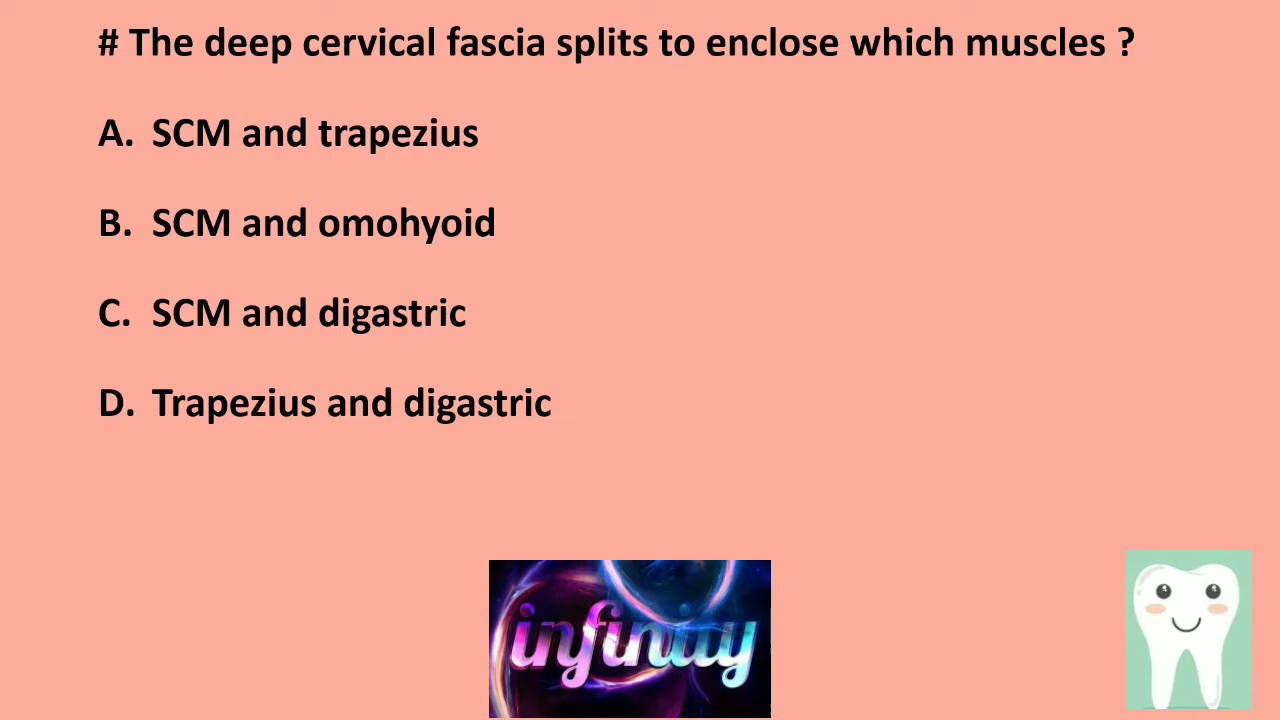 # The deep cervical fascia splits to enclose which muscles ?
A. SCM and trapezius
B. SCM and omohyoid
C. SCM and digastric
D. Trapezius and digastric
infinity